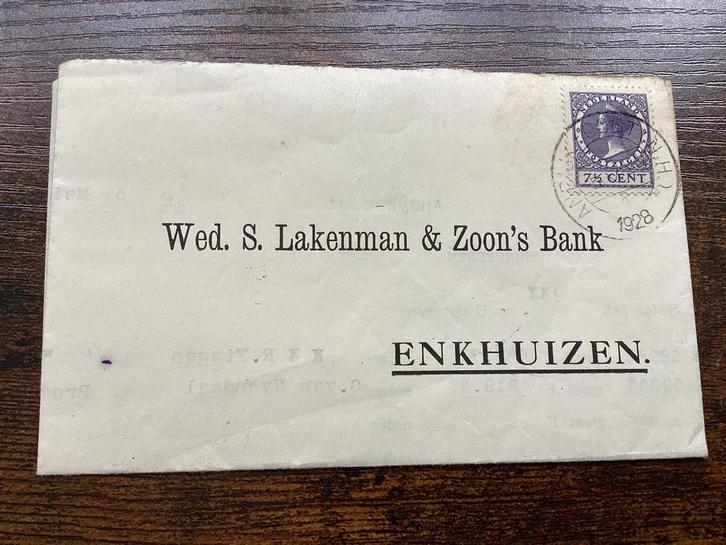 NEDERLAND
POSTZEGEL
7½ CENT
1928
Wed. S. Lakenman & Zoon's Bank
ENKHUIZEN.